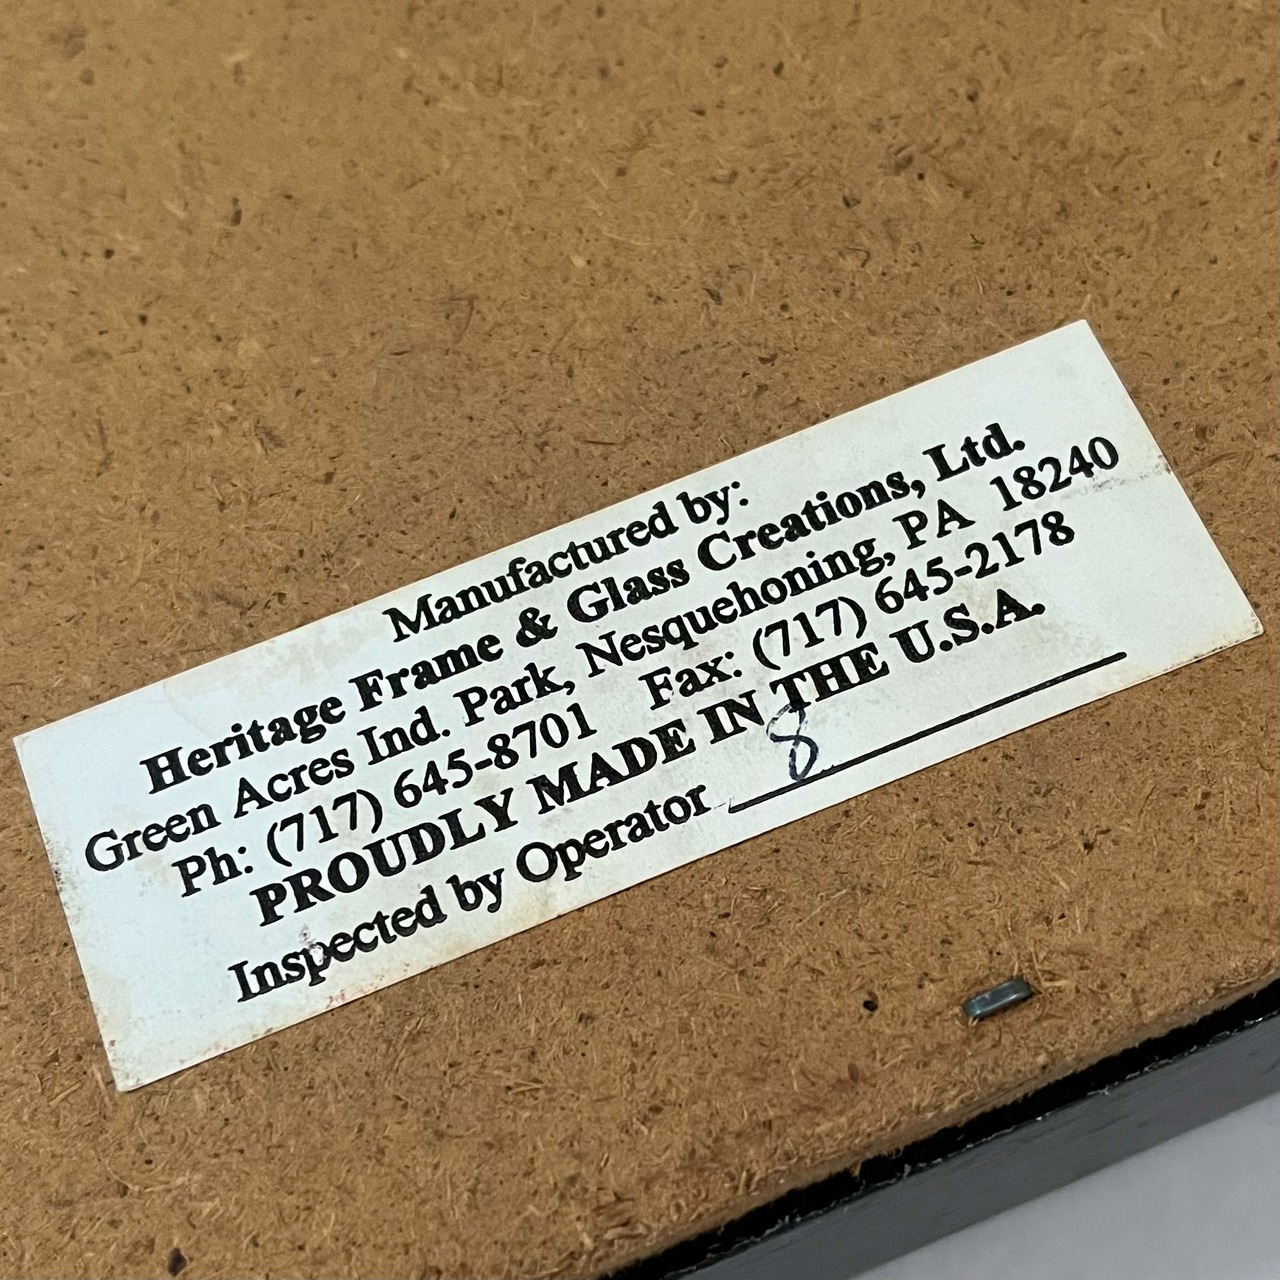 Manufactured by:
Heritage Frame & Glass Creations, Ltd.
Green Acres Ind. Park, Nesquehoning, PA 18240
Ph: (717) 645-8701 Fax: (717) 645-2178
PROUDLY MADE IN THE U.S.A.
Inspected by Operator 8